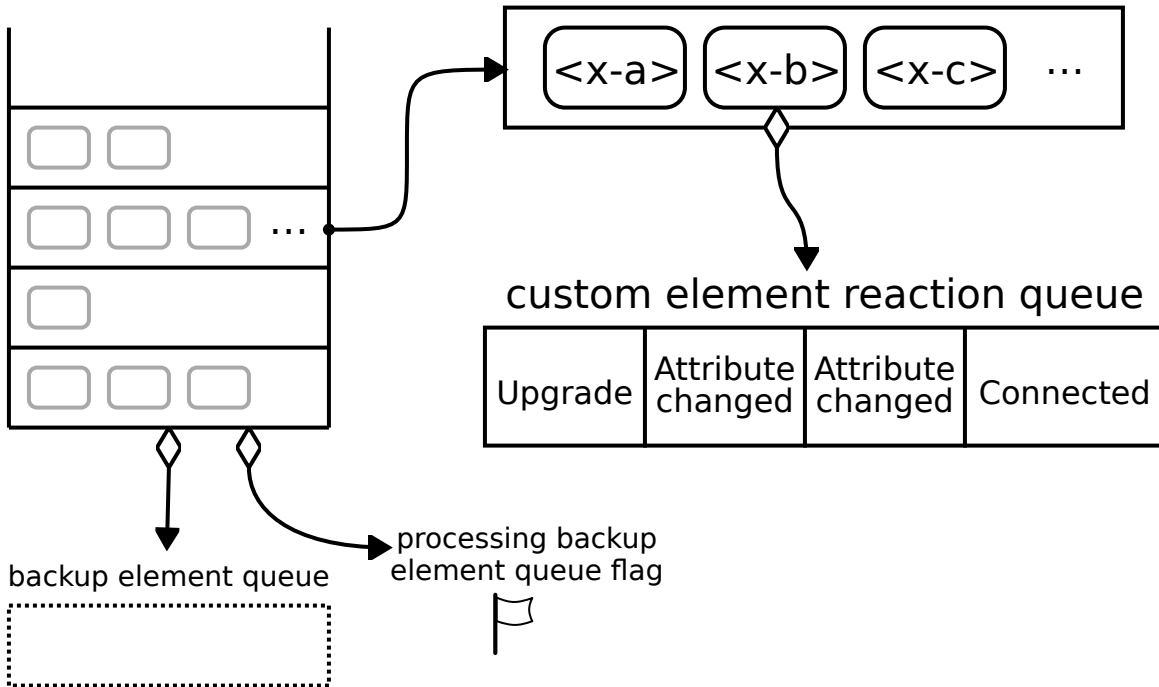 <x-a> <x-b> <x-c> ...
...
custom element reaction queue
Upgrade
Attribute
changed
Attribute
changed
Connected
processing backup
element queue flag
backup element queue